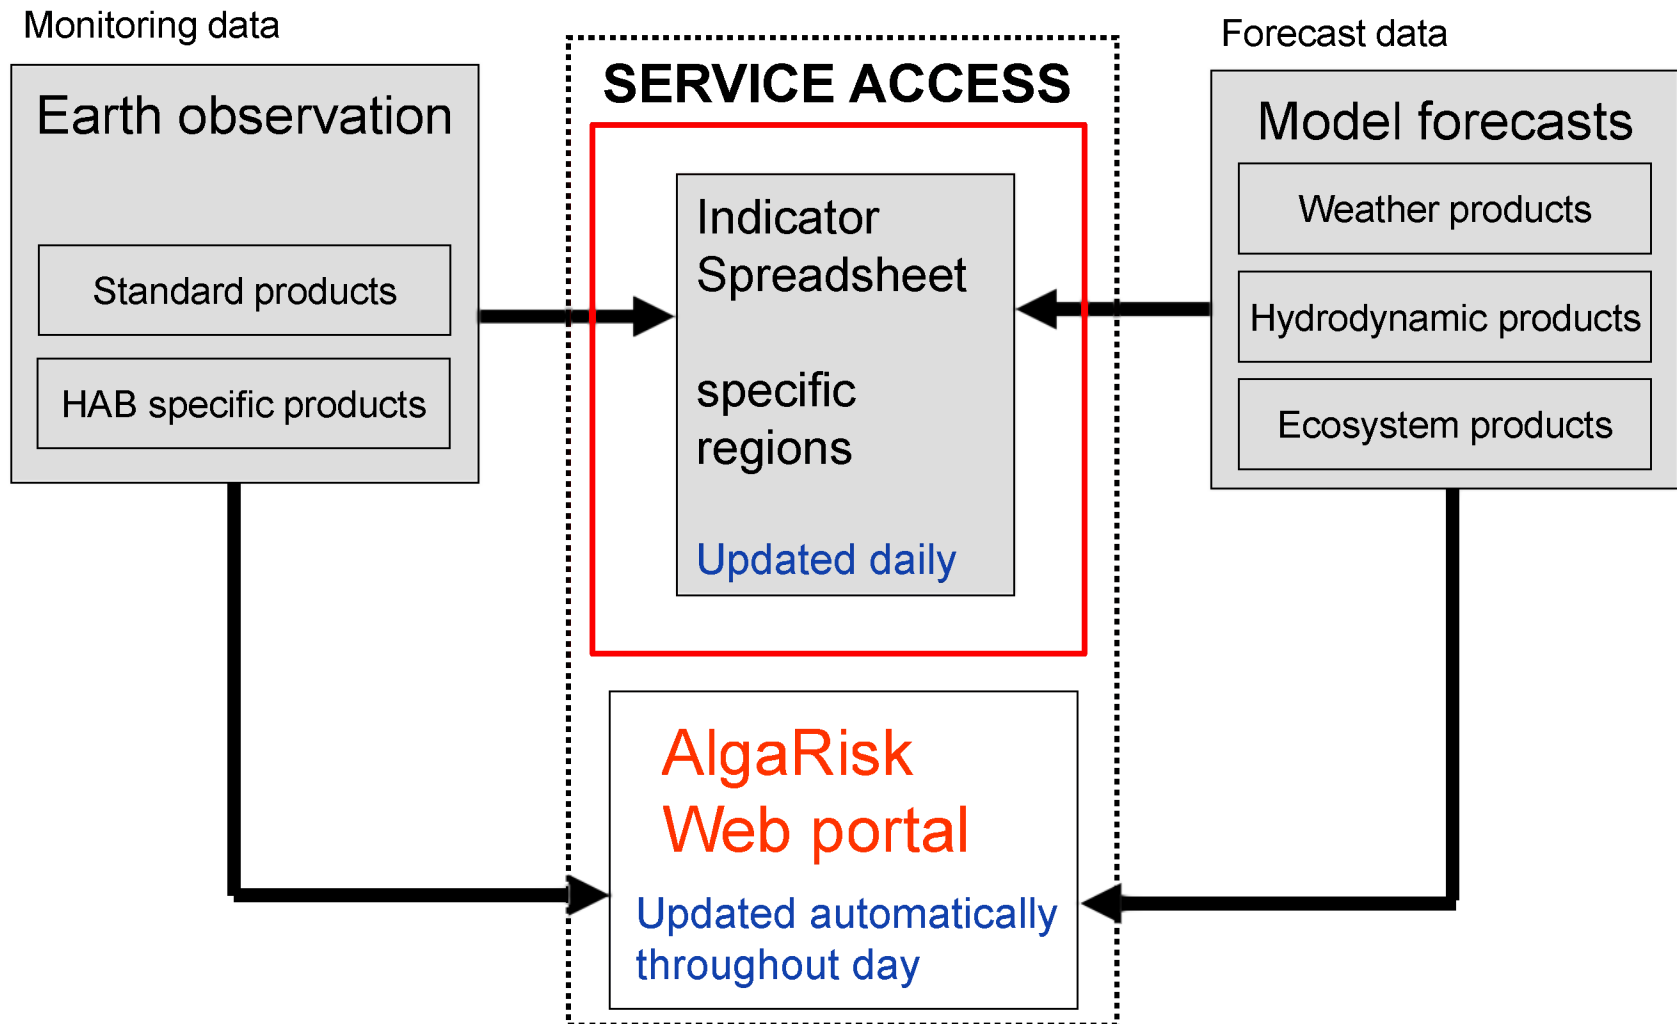 Monitoring data
Earth observation
Standard products
HAB specific products
SERVICE ACCESS
Indicator
Spreadsheet
specific
regions
Updated daily
AlgaRisk
Web portal
Updated automatically
throughout day
Forecast data
Model forecasts
Weather products
Hydrodynamic products
Ecosystem products